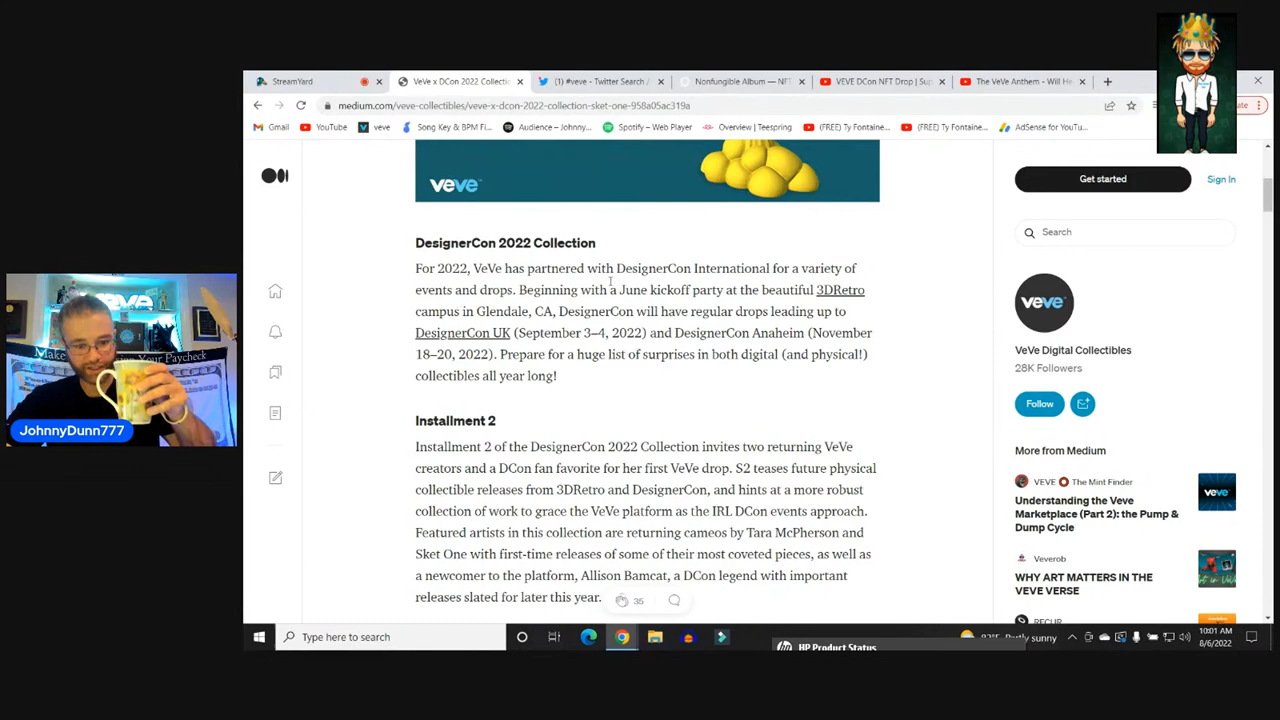 StreamYard
VeVe x DCon 2022 Collectic
(1) #veve - Twitter Search /
Nonfungible Album — NFT
VEVE DCon NFT Drop | Sup
The VeVe Anthem - Will He
medium.com/veve-collectibles/veve-x-dcon-2022-collection-sket-one-958a05ac319a
Gmail
YouTube
veve
Song Key & BPM Fi...
Audience – Johnny...
Spotify – Web Player
Overview | Teespring
(FREE) Ty Fontaine...
(FREE) Ty Fontaine...
AdSense for YouTu...
veve
DesignerCon 2022 Collection
For 2022, VeVe has partnered with DesignerCon International for a variety of
events and drops. Beginning with a June kickoff party at the beautiful 3DRetro
campus in Glendale, CA, DesignerCon will have regular drops leading up to
DesignerCon UK (September 3–4, 2022) and DesignerCon Anaheim (November
18–20, 2022). Prepare for a huge list of surprises in both digital (and physical!)
collectibles all year long!
Installment 2
Installment 2 of the DesignerCon 2022 Collection invites two returning VeVe
creators and a DCon fan favorite for her first VeVe drop. S2 teases future physical
collectible releases from 3DRetro and DesignerCon, and hints at a more robust
collection of work to grace the VeVe platform as the IRL DCon events approach.
Featured artists in this collection are returning cameos by Tara McPherson and
Sket One with first-time releases of some of their most coveted pieces, as well as
a newcomer to the platform, Allison Bamcat, a DCon legend with important
releases slated for later this year.
35
Get started
Sign In
Search
veve
VeVe Digital Collectibles
28K Followers
Follow
More from Medium
VEVE
The Mint Finder
Understanding the Veve
Marketplace (Part 2): the Pump &
Dump Cycle
veve
Veverob
WHY ART MATTERS IN THE
VEVE VERSE
RECUR
JohnnyDunn777
Type here to search
Partly sunny
10:01 AM
8/6/2022
HP Product Status